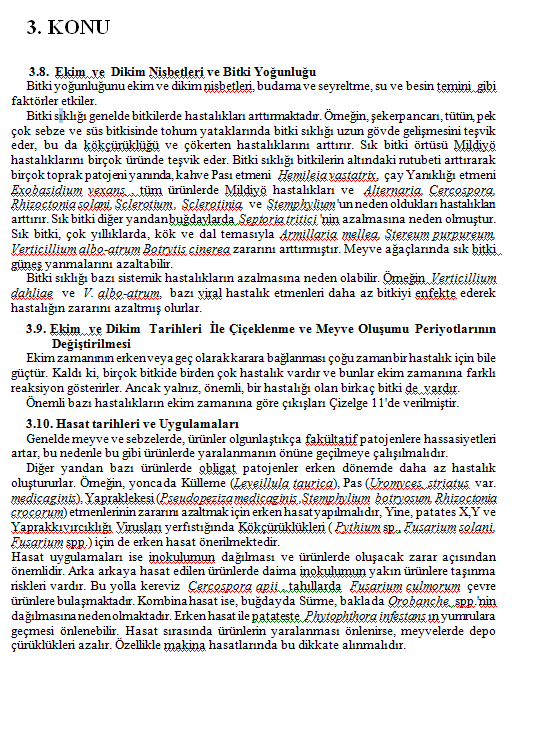 3. KONU
3.8. Ekim ve Dikim Nisbetleri ve Bitki Yoğunluğu
Bitki yoğunluğunu ekim ve dikim nisbetleri, budama ve seyreltme, su ve besin temini gibi
faktörler etkiler.
Bitki sıklığı genelde bitkilerde hastalıkları arttırmaktadır. Örneğin, şekerpancarı, tütün, pek
çok sebze ve süs bitkisinde tohum yataklarında bitki sıklığı uzun gövde gelişmesini teşvik
eder, bu da kökçürüklüğü ve çökerten hastalıklarını arttırır. Sık bitki örtüsü Mildiyö
hastalıklarını birçok üründe teşvik eder. Bitki sıklığı bitkilerin altındaki rutubeti arttırarak
birçok toprak patojeni yanında, kahve Pası etmeni Hemileia vastatrix, çay Yanıklığı etmeni
Exobasidium vexans , tüm ürünlerde Mildiyö hastalıkları ve Alternaria, Cercospora,
Rhizoctonia solani, Sclerotium, Sclerotinia ve Stemphylium'un neden oldukları hastalıkları
arttırır. Sık bitki diğer yandan buğdaylarda Septoria tritici 'nin azalmasına neden olmuştur.
Sık bitki, çok yıllıklarda, kök ve dal temasıyla Armillaria mellea, Stereum purpureum,
Verticillium albo-atrum Botrytis cinerea zararını arttırmıştır. Meyve ağaçlarında sık bitki
güneş yanmalarını azaltabilir.
Bitki sıklığı bazı sistemik hastalıkların azalmasına neden olabilir. Örneğin Verticillium
dahliae ve V. albo-atrum, bazı viral hastalık etmenleri daha az bitkiyi enfekte ederek
hastalığın zararını azaltmış olurlar.
3.9. Ekim ve Dikim Tarihleri İle Çiçeklenme ve Meyve Oluşumu Periyotlarının
Değiştirilmesi
Ekim zamanının erken veya geç olarak karara bağlanması çoğu zaman bir hastalık için bile
güçtür. Kaldı ki, birçok bitkide birden çok hastalık vardır ve bunlar ekim zamanına farklı
reaksiyon gösterirler. Ancak yalnız, önemli, bir hastalığı olan birkaç bitki de vardır.
Önemli bazı hastalıkların ekim zamanına göre çıkışları Çizelge 11'de verilmiştir.
3.10. Hasat tarihleri ve Uygulamaları
Genelde meyve ve sebzelerde, ürünler olgunlaştıkça fakültatif patojenlere hassasiyetleri
artar, bu nedenle bu gibi ürünlerde yaralanmanın önüne geçilmeye çalışılmalıdır.
Diğer yandan bazı ürünlerde obligat patojenler erken dönemde daha az hastalık
oluştururlar. Örneğin, yoncada Külleme (Leveillula taurica), Pas (Uromyces striatus var.
medicaginis), Yapraklekesi (Pseudopeziza medicaginis ,Stemphylium botryosum, Rhizoctonia
crocorum) etmenlerinin zararını azaltmak için erken hasat yapılmalıdır, Yine, patates X,Y ve
Yaprakkıvırcıklığı Virusları yerfıstığında Kökçürüklükleri ( Pythium sp., Fusarium solani,
Fusarium spp.) için de erken hasat önerilmektedir.
Hasat uygulamaları ise inokulumun dağılması ve ürünlerde oluşacak zarar açısından
önemlidir. Arka arkaya hasat edilen ürünlerde daima inokulumun yakın ürünlere taşınma
riskleri vardır. Bu yolla kereviz Cercospora apii , tahıllarda Fusarium culmorum çevre
ürünlere bulaşmaktadır. Kombina hasat ise, buğdayda Sürme, baklada Orobanche spp.'nin
dağılmasına neden olmaktadır. Erken hasat ile patateste Phytophthora infestans ın yumrulara
geçmesi önlenebilir. Hasat sırasında ürünlerin yaralanması önlenirse, meyvelerde depo
çürüklükleri azalır. Özellikle makina hasatlarında bu dikkate alınmalıdır.